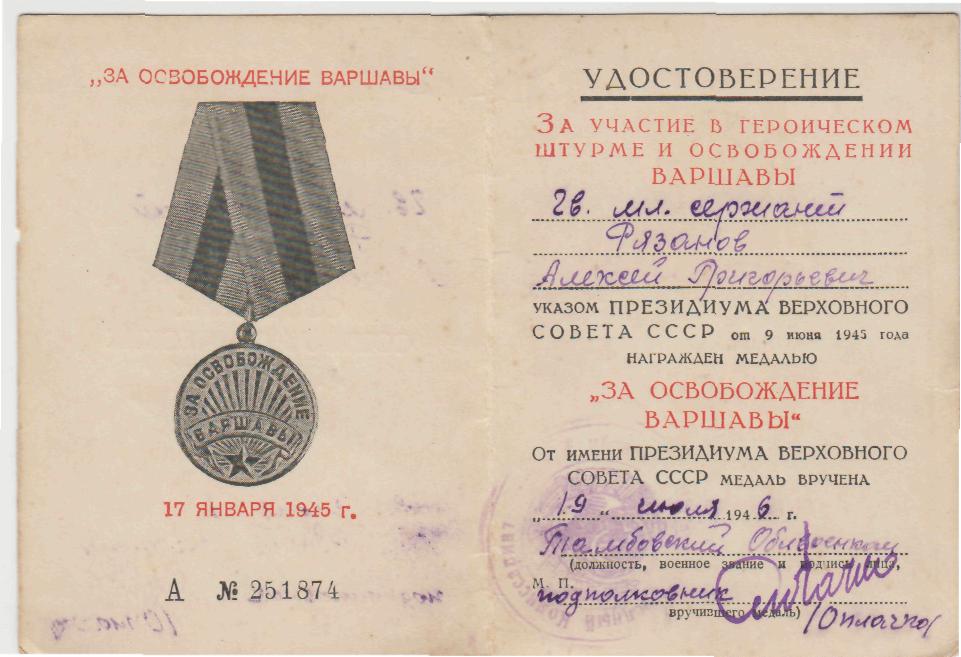 „ЗА ОСВОБОЖДЕНИЕ ВАРШАВЫ“
ЗА ОСВОБОЖДЕНИЕ
ВАРШАВЫ
17 ЯНВАРЯ 1945 г.
А № 251874
УДОСТОВЕРЕНИЕ
ЗА УЧАСТИЕ В ГЕРОИЧЕСКОМ
ШТУРМЕ И ОСВОБОЖДЕНИИ
ВАРШАВЫ
Гв. мл. сержант
Рязанов
Алексей Григорьевич
УКАЗОМ ПРЕЗИДИУМА ВЕРХОВНОГО
СОВЕТА СССР от 9 июня 1945 года
НАГРАЖДЕН МЕДАЛЬЮ
„ЗА ОСВОБОЖДЕНИЕ
ВАРШАВЫ“
От имени ПРЕЗИДИУМА ВЕРХОВНОГО
СОВЕТА СССР МЕДАЛЬ ВРУЧЕНА
„19“ июля 1946 г.
Тамбовский Облвоенком
(должность, военное звание и подпись лица,
М. П.
подполковник
вручившего медаль)